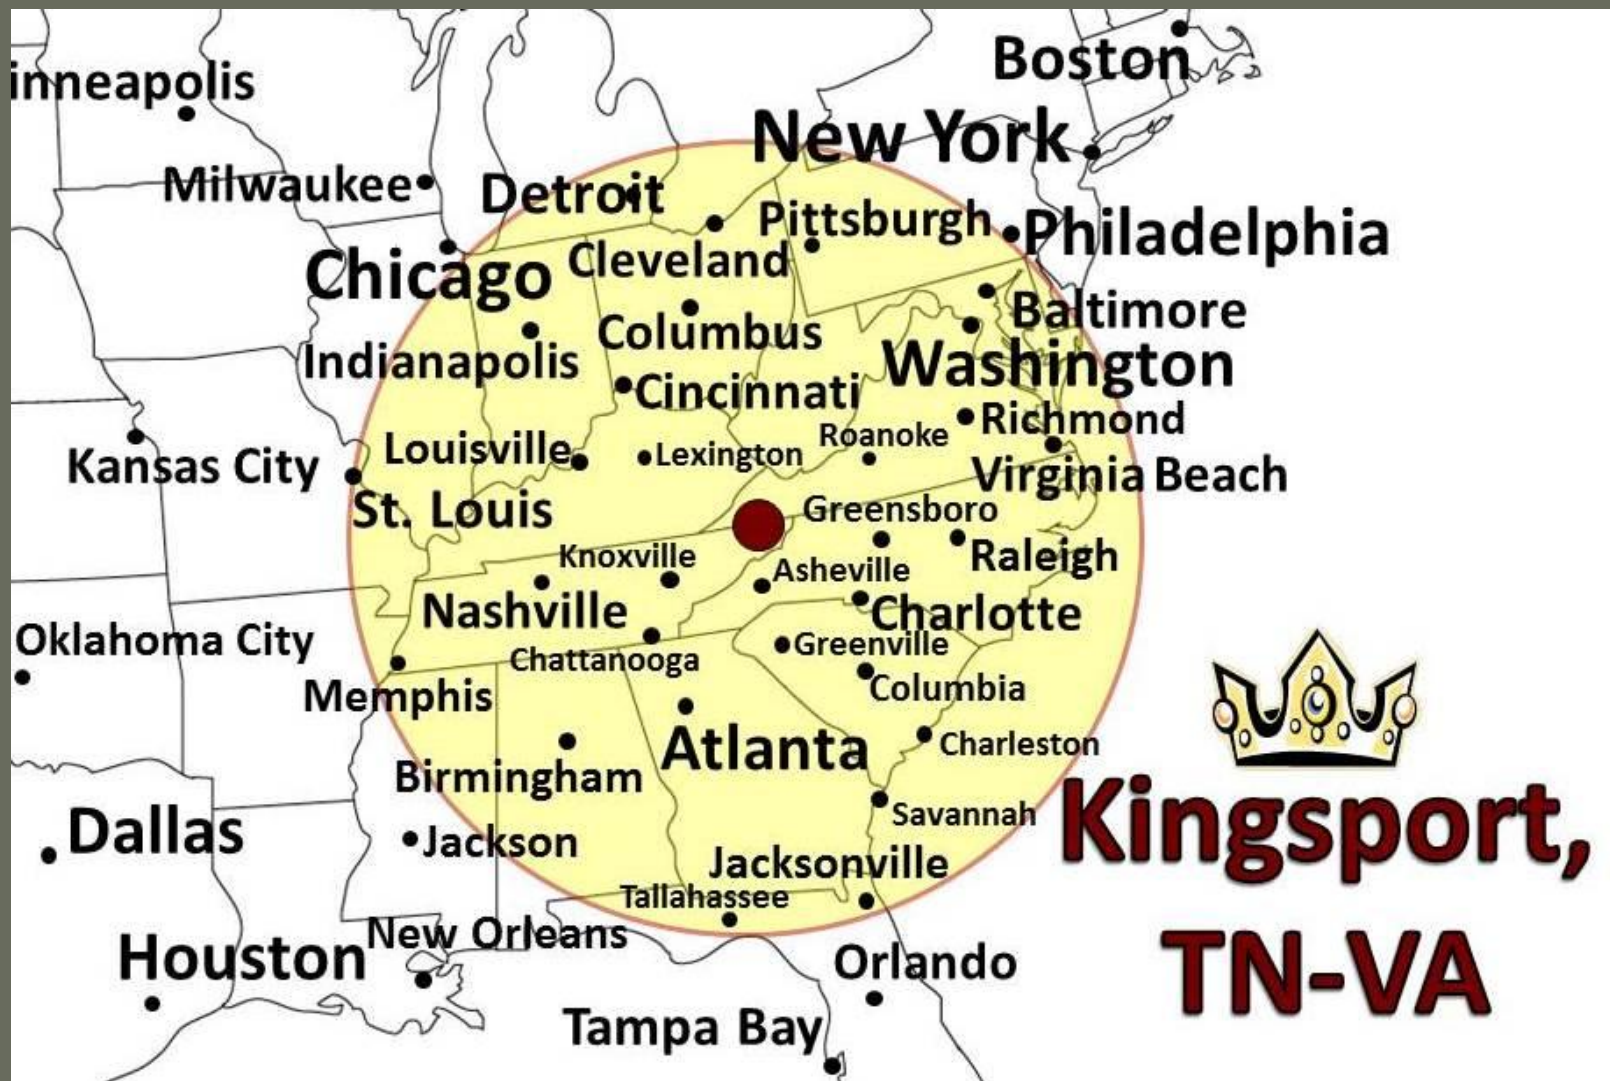 Boston
inneapolis
New York
Milwaukee
Detroit
Pittsburgh
Philadelphia
Chicago
Cleveland
Baltimore
Columbus
Indianapolis
Washington
Cincinnati
Richmond
Roanoke
Louisville
Lexington
Kansas City
Virginia Beach
St. Louis
Greensboro
Knoxville
Raleigh
Asheville
Nashville
Charlotte
Oklahoma City
Greenville
Chattanooga
Columbia
Memphis
Charleston
Atlanta
Birmingham
Savannah
Dallas
Jackson
Jacksonville
Tallahassee
New Orleans
Houston
Orlando
Tampa Bay
Kingsport,
TN-VA